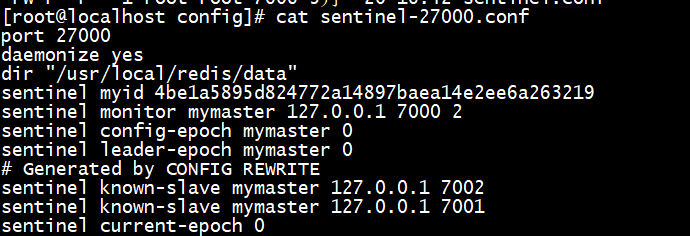 [root@localhost config]# cat sentinel-27000.conf
port 27000
daemonize yes
dir "/usr/local/redis/data"
sentinel myid 4be1a5895d824772a14897baea14e2ee6a263219
sentinel monitor mymaster 127.0.0.1 7000 2
sentinel config-epoch mymaster 0
sentinel leader-epoch mymaster 0
# Generated by CONFIG REWRITE
sentinel known-slave mymaster 127.0.0.1 7002
sentinel known-slave mymaster 127.0.0.1 7001
sentinel current-epoch 0